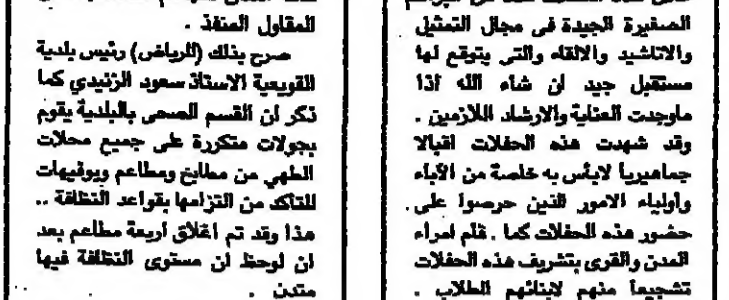 الصغيرة الجيدة فى مجال التمثيل
والاناشيد والالقاء والتى يتوقع لها
مستقبل جيد ان شاء الله اذا
ماوجدت العناية والارشاد اللازمين .
وقد شهدت هذه الحفلات اقبالا
جماهيريا لابأس به خاصة من الآباء
واولياء الامور الذين حرصوا على
حضور هذه الحفلات كما . قام امراء
المدن والقرى بتشريف هذه الحفلات
تشجيعا منهم لابنائهم الطلاب .
المقاول المنفذ .
صرح بذلك (للرياض) رئيس بلدية
القويعية الاستاذ سعود الزنيدي كما
ذكر ان القسم الصحى بالبلدية يقوم
بجولات متكررة على جميع محلات
الطهي من مطابخ ومطاعم وبوفيهات
للتأكد من التزامها بقواعد النظافة ..
هذا وقد تم اغلاق اربعة مطاعم بعد
ان لوحظ ان مستوى النظافة فيها
متدن .